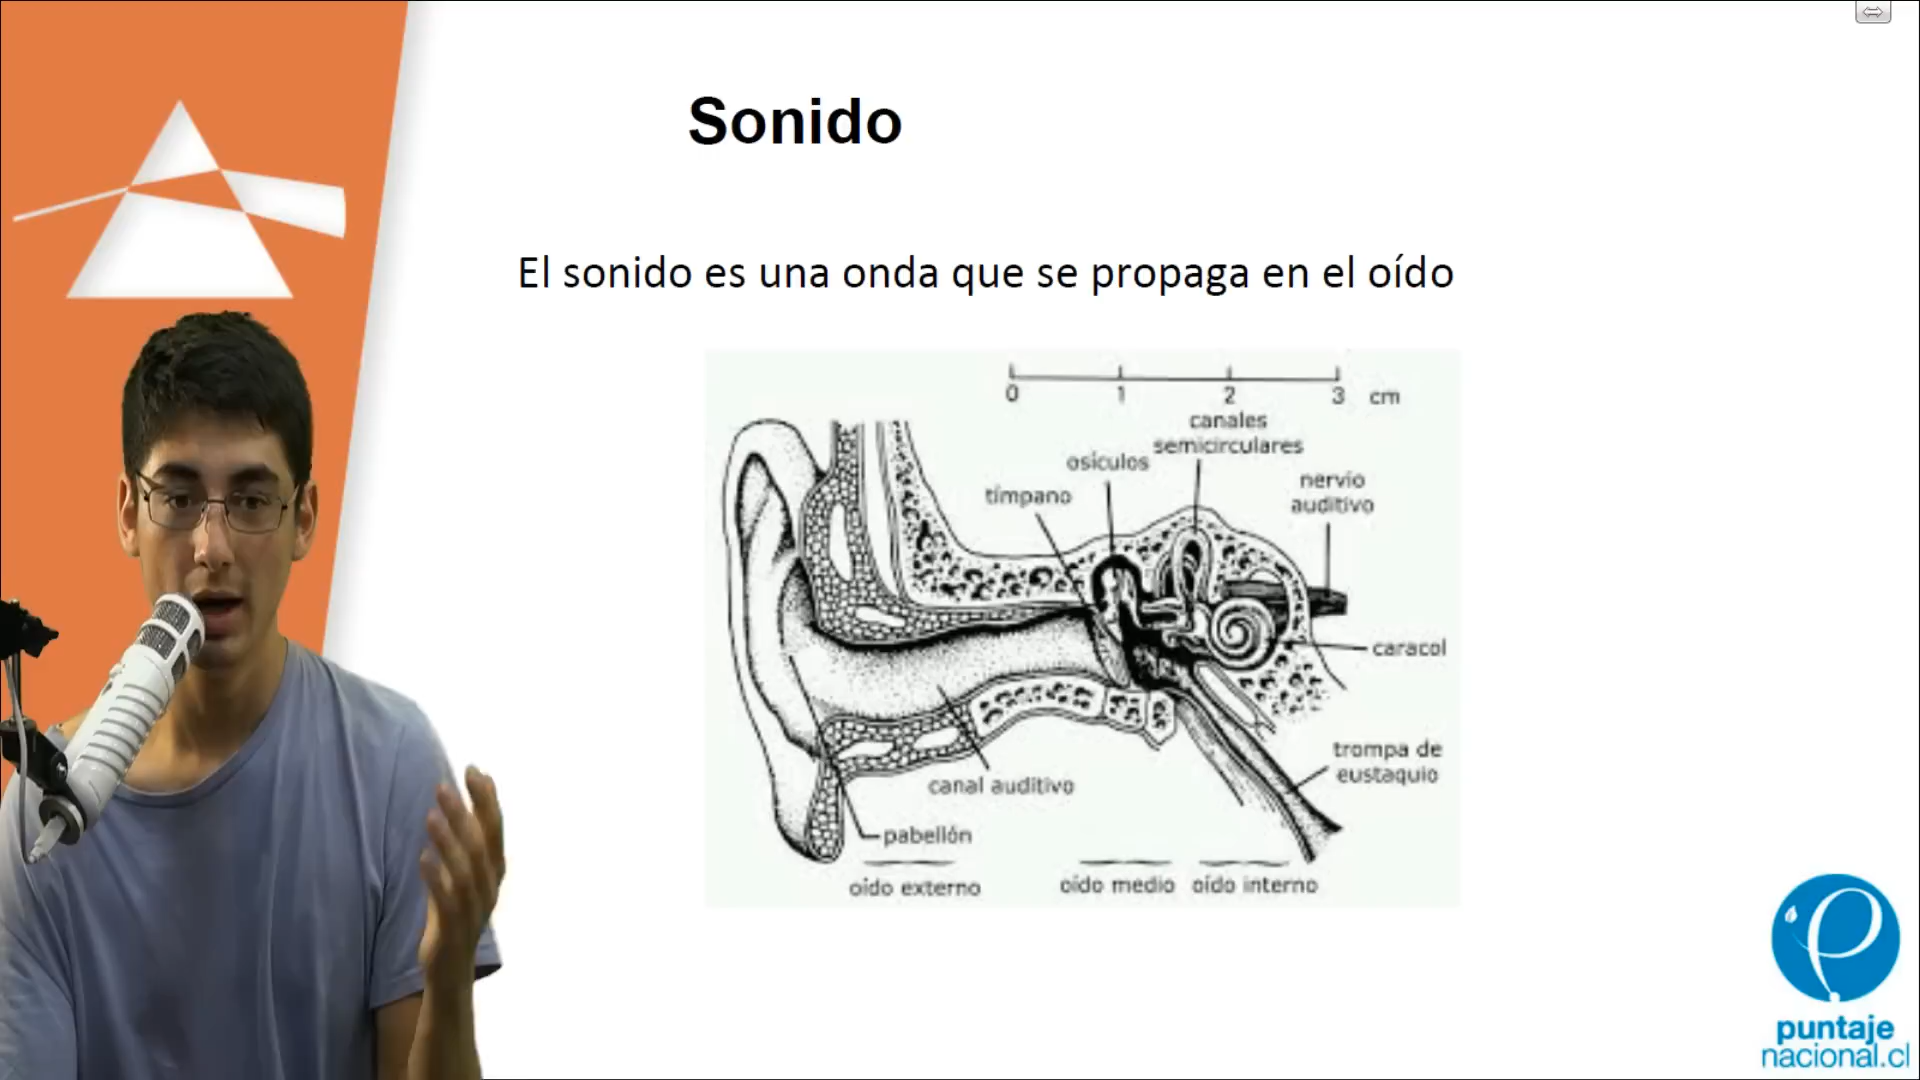 Sonido
El sonido es una onda que se propaga en el oído
0 1 2 3 cm
canales
semicirculares
osículos
tímpano
nervio
auditivo
caracol
trompa de
eustaquio
canal auditivo
pabellón
oído externo
oído medio
oído interno
puntaje
nacional.cl